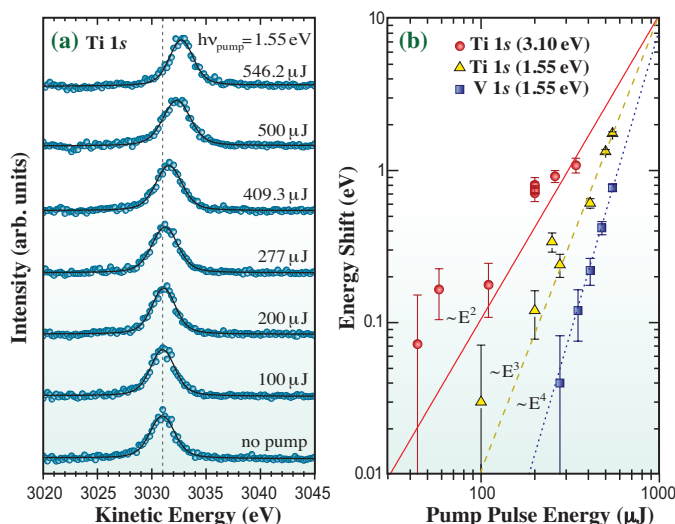 (a) Ti 1s hνpump = 1.55 eV
546.2 μJ
500 μJ
409.3 μJ
277 μJ
200 μJ
100 μJ
no pump
Intensity (arb. units)
3020 3025 3030 3035 3040 3045
Kinetic Energy (eV)
(b)
Ti 1s (3.10 eV)
Ti 1s (1.55 eV)
V 1s (1.55 eV)
10
1
0.1
0.01
Energy Shift (eV)
~E²
~E³
~E⁴
100 1000
Pump Pulse Energy (μJ)